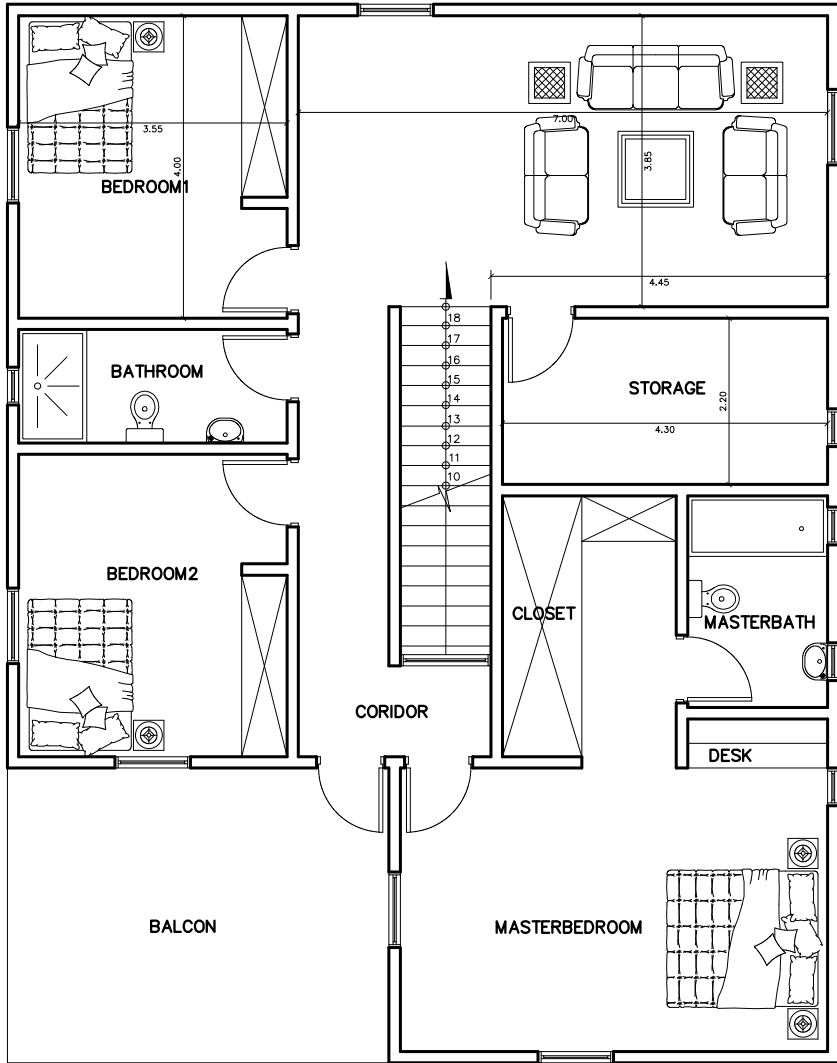 3.55
4.00
BEDROOM1
7.00
3.85
4.45
BATHROOM
STORAGE
2.20
4.30
18
17
16
15
14
13
12
11
10
BEDROOM2
CLOSET
MASTERBATH
CORIDOR
DESK
BALCON
MASTERBEDROOM